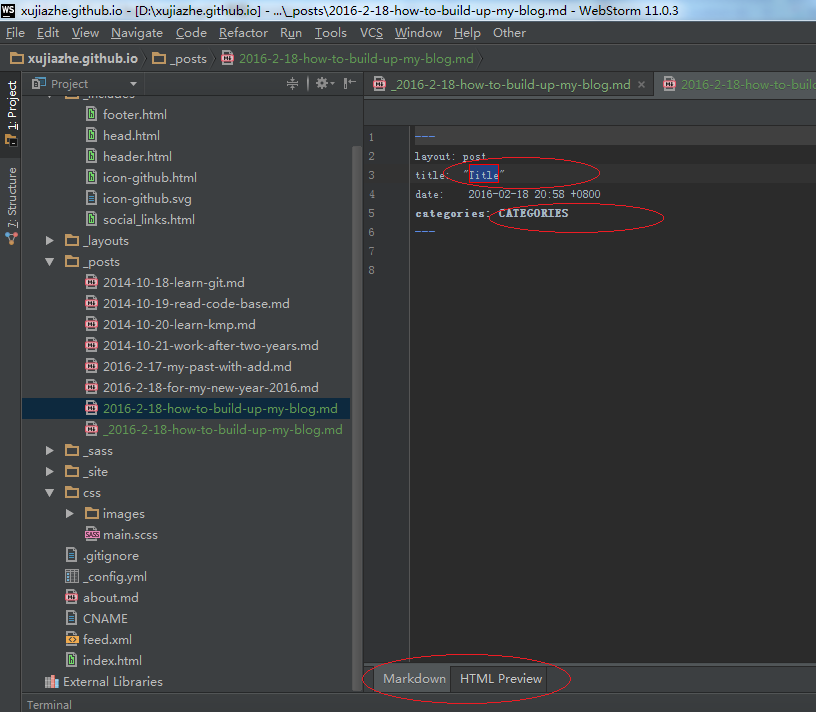 xujiazhe.github.io - [D:\xujiazhe.github.io] - ...\_posts\2016-2-18-how-to-build-up-my-blog.md - WebStorm 11.0.3
File Edit View Navigate Code Refactor Run Tools VCS Window Help Other
xujiazhe.github.io _posts 2016-2-18-how-to-build-up-my-blog.md
Project
_2016-2-18-how-to-build-up-my-blog.md 2016-2-18-how-to-build
1: Project
7: Structure
_includes
footer.html
head.html
header.html
icon-github.html
icon-github.svg
social_links.html
_layouts
_posts
2014-10-18-learn-git.md
2014-10-19-read-code-base.md
2014-10-20-learn-kmp.md
2014-10-21-work-after-two-years.md
2016-2-17-my-past-with-add.md
2016-2-18-for-my-new-year-2016.md
2016-2-18-how-to-build-up-my-blog.md
_2016-2-18-how-to-build-up-my-blog.md
_sass
_site
css
images
main.scss
.gitignore
_config.yml
about.md
CNAME
feed.xml
index.html
External Libraries
1 ---
2 layout: post
3 title: "Title"
4 date: 2016-02-18 20:58 +0800
5 categories: CATEGORIES
6 ---
7
8
Markdown HTML Preview
Terminal